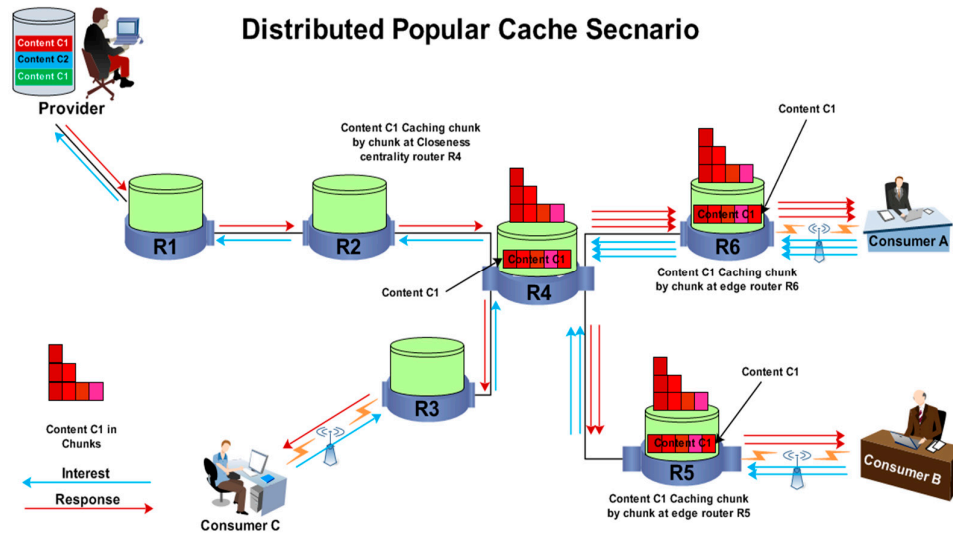 Distributed Popular Cache Secnario
Content C1
Content C2
Content C1
Provider
Content C1 Caching chunk
by chunk at Closeness
centrality router R4
Content C1
R1
R2
Content C1
R4
Content C1
Content C1
R6
Consumer A
Content C1 Caching chunk
by chunk at edge router R6
R3
Content C1
Content C1
R5
Consumer B
Content C1 Caching chunk
by chunk at edge router R5
Content C1 in
Chunks
Interest
Response
Consumer C